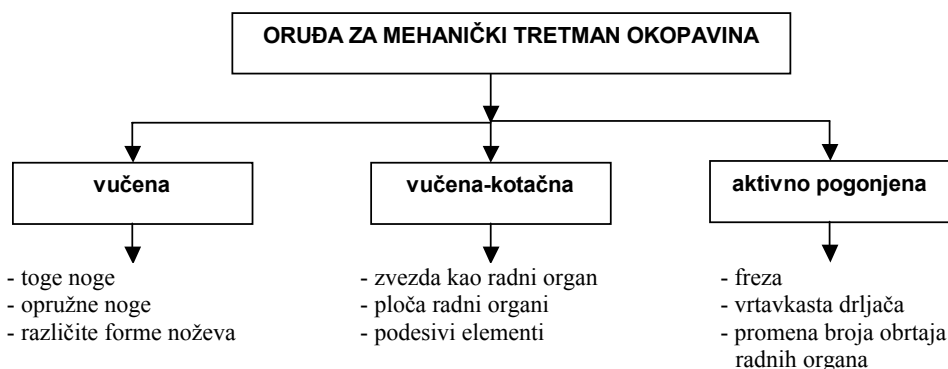 ORUĐA ZA MEHANIČKI TRETMAN OKOPAVINA
vučena
vučena-kotačna
aktivno pogonjena
- toge noge
- opružne noge
- različite forme noževa
- zvezda kao radni organ
- ploča radni organi
- podesivi elementi
- freza
- vrtavkasta drljača
- promena broja obrtaja
radnih organa